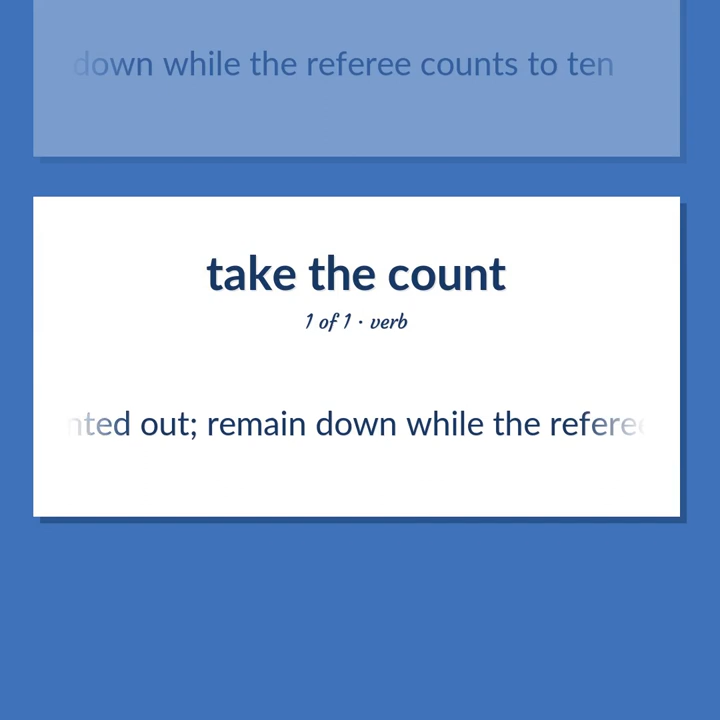 down while the referee counts to ten
take the count
1 of 1 · verb
nted out; remain down while the referee